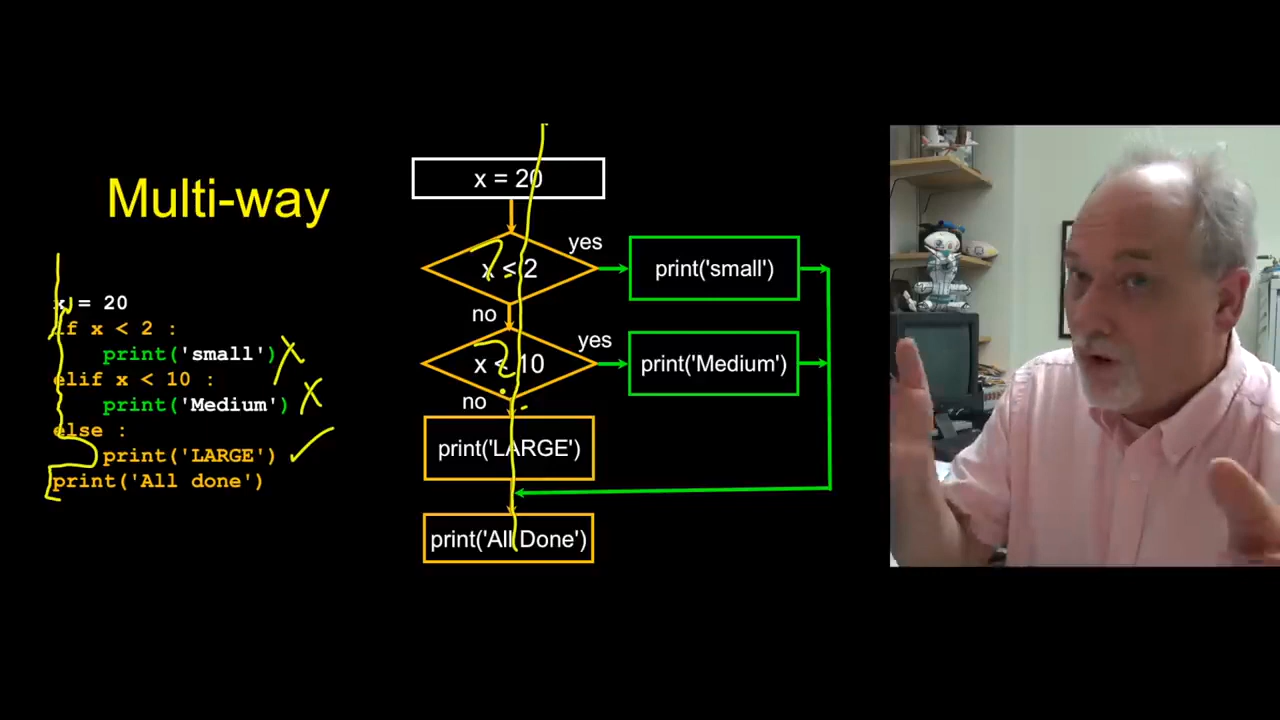 Multi-way
x = 20
if x < 2 :
print('small')
elif x < 10 :
print('Medium')
else :
print('LARGE')
print('All done')
x = 20
x < 2
yes
print('small')
no
x < 10
yes
print('Medium')
no
print('LARGE')
print('All Done')